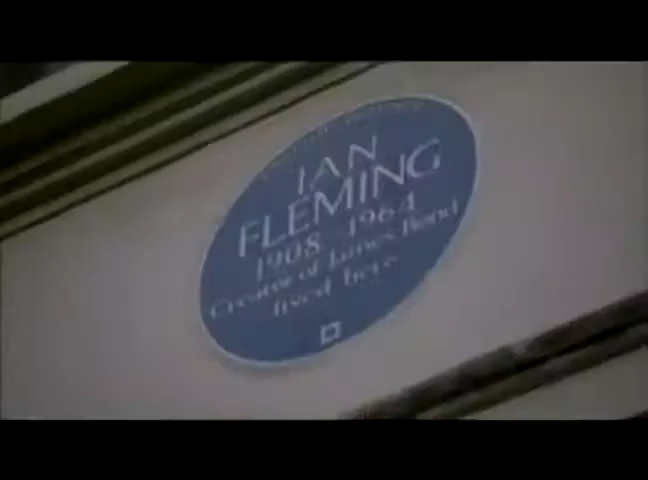 IAN
FLEMING
1908 - 1964
Creator of James Bond
lived here